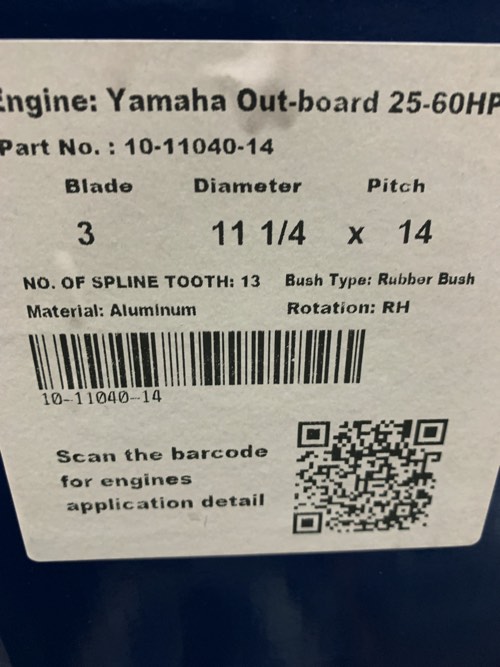 Engine: Yamaha Out-board 25-60HP
Part No. : 10-11040-14
Blade Diameter Pitch
3 11 1/4 x 14
NO. OF SPLINE TOOTH: 13 Bush Type: Rubber Bush
Material: Aluminum Rotation: RH
10-11040-14
Scan the barcode
for engines
application detail